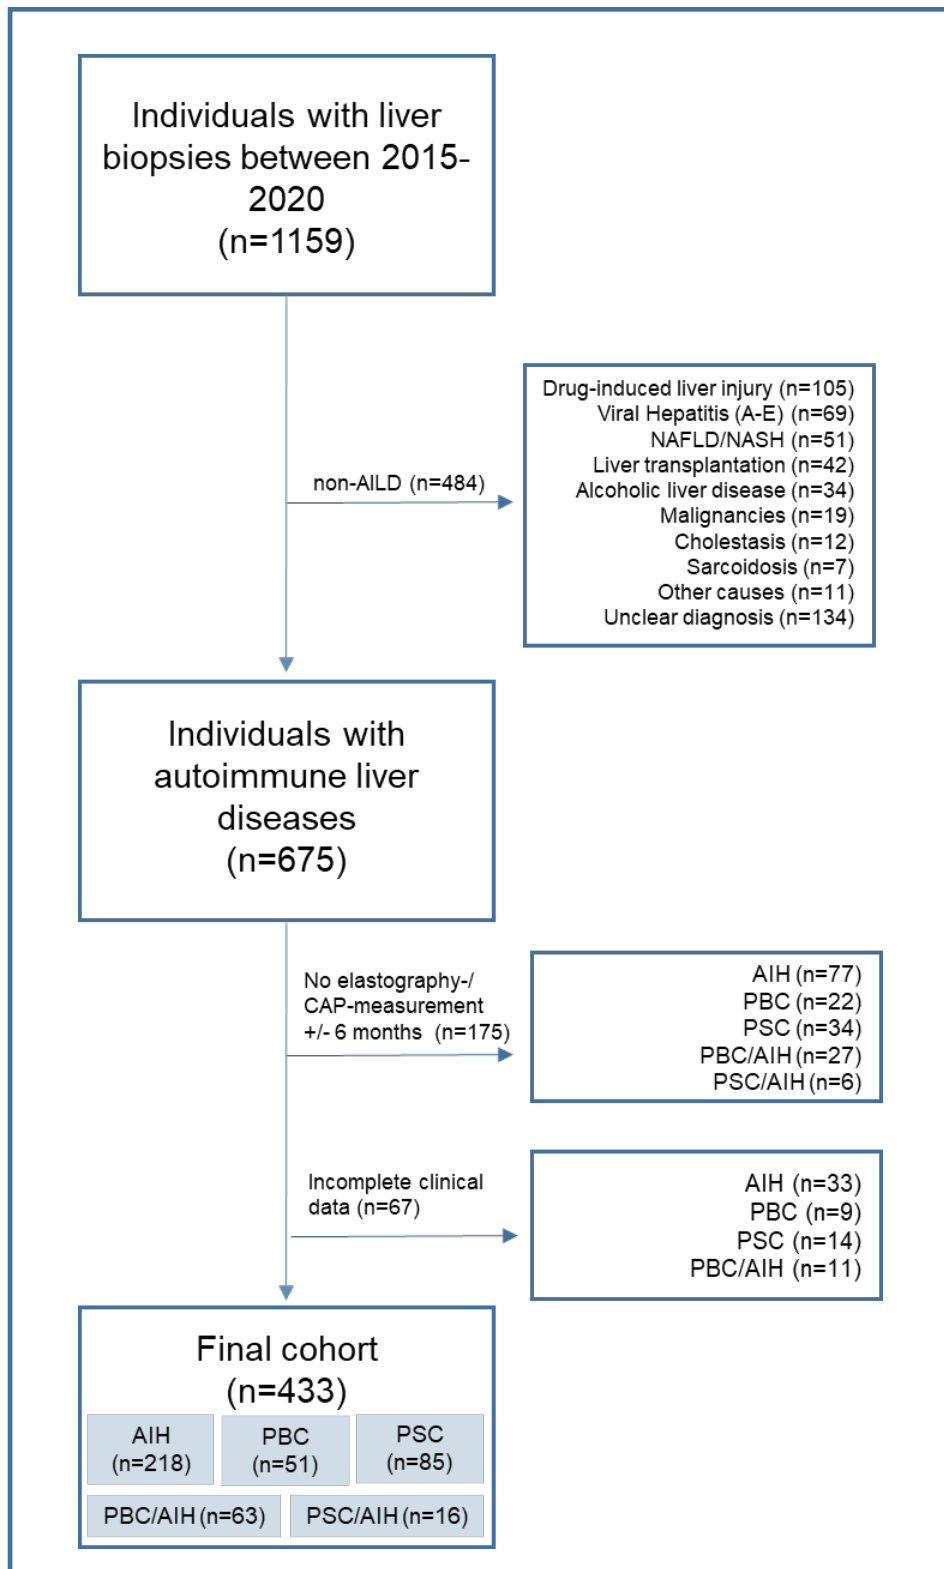 Individuals with liver
biopsies between 2015-
2020
(n=1159)
non-AILD (n=484)
Drug-induced liver injury (n=105)
Viral Hepatitis (A-E) (n=69)
NAFLD/NASH (n=51)
Liver transplantation (n=42)
Alcoholic liver disease (n=34)
Malignancies (n=19)
Cholestasis (n=12)
Sarcoidosis (n=7)
Other causes (n=11)
Unclear diagnosis (n=134)
Individuals with
autoimmune liver
diseases
(n=675)
No elastography-/
CAP-measurement
+/- 6 months (n=175)
AIH (n=77)
PBC (n=22)
PSC (n=34)
PBC/AIH (n=27)
PSC/AIH (n=6)
Incomplete clinical
data (n=67)
AIH (n=33)
PBC (n=9)
PSC (n=14)
PBC/AIH (n=11)
Final cohort
(n=433)
AIH
(n=218)
PBC
(n=51)
PSC
(n=85)
PBC/AIH (n=63)
PSC/AIH (n=16)